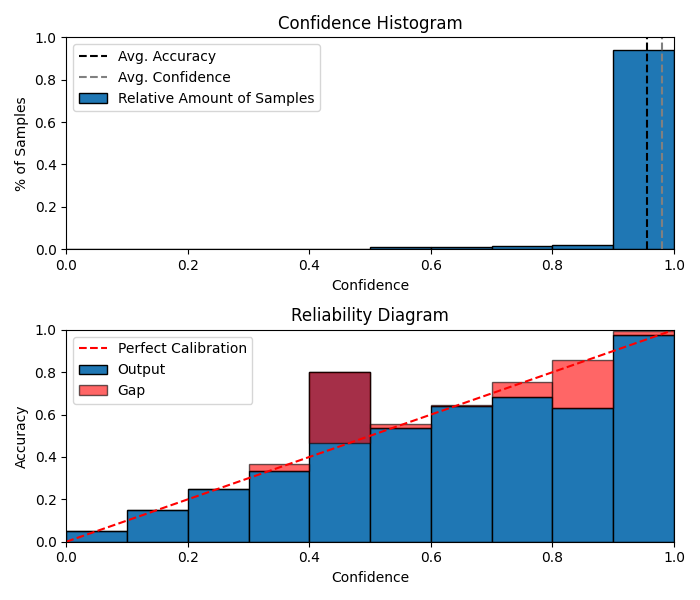 Confidence Histogram
1.0
0.8
0.6
0.4
0.2
0.0
% of Samples
Avg. Accuracy
Avg. Confidence
Relative Amount of Samples
0.0 0.2 0.4 0.6 0.8 1.0
Confidence
Reliability Diagram
1.0
0.8
0.6
0.4
0.2
0.0
Accuracy
Perfect Calibration
Output
Gap
0.0 0.2 0.4 0.6 0.8 1.0
Confidence